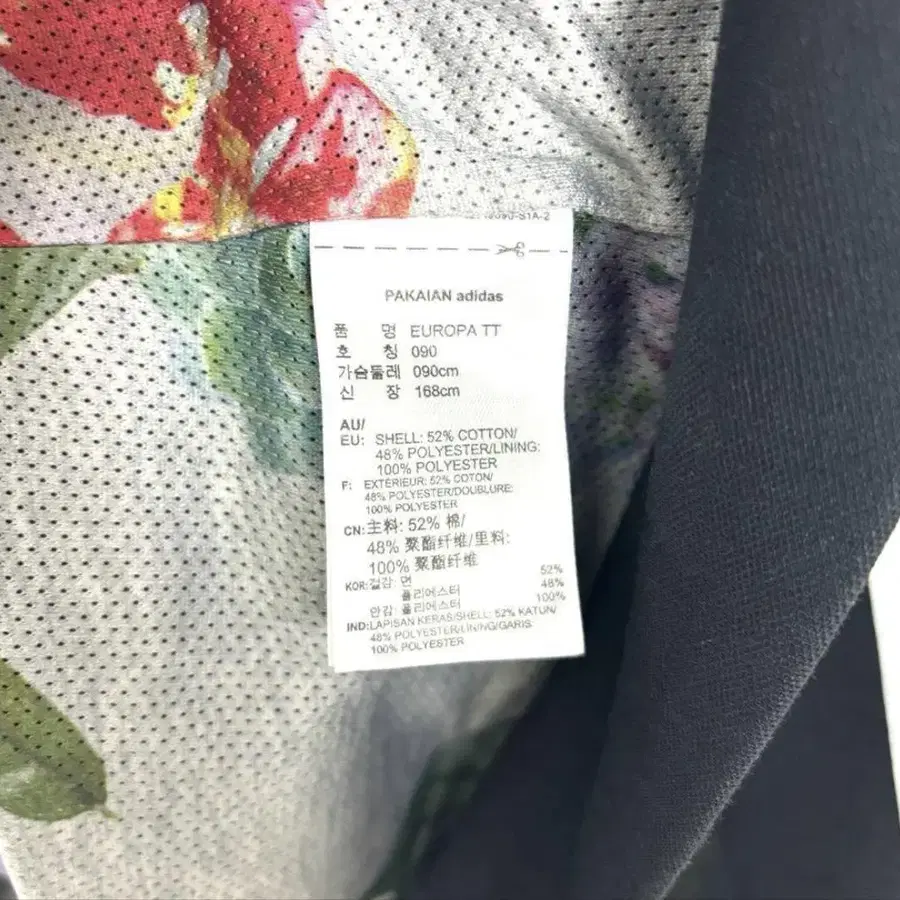 9090-S1A-2
PAKAIAN adidas
품 명 EUROPA TT
호 칭 090
가슴둘레 090cm
신 장 168cm
AU/
EU: SHELL: 52% COTTON/
48% POLYESTER/LINING:
100% POLYESTER
F: EXTÉRIEUR: 52% COTON/
48% POLYESTER/DOUBLURE:
100% POLYESTER
CN: 主料: 52% 棉/
48% 聚酯纤维/里料:
100% 聚酯纤维
KOR: 겉감: 면 52%
폴리에스터 48%
안감: 폴리에스터 100%
IND: LAPISAN KERAS/SHELL: 52% KATUN/
48% POLYESTER/LINING/GARIS:
100% POLYESTER